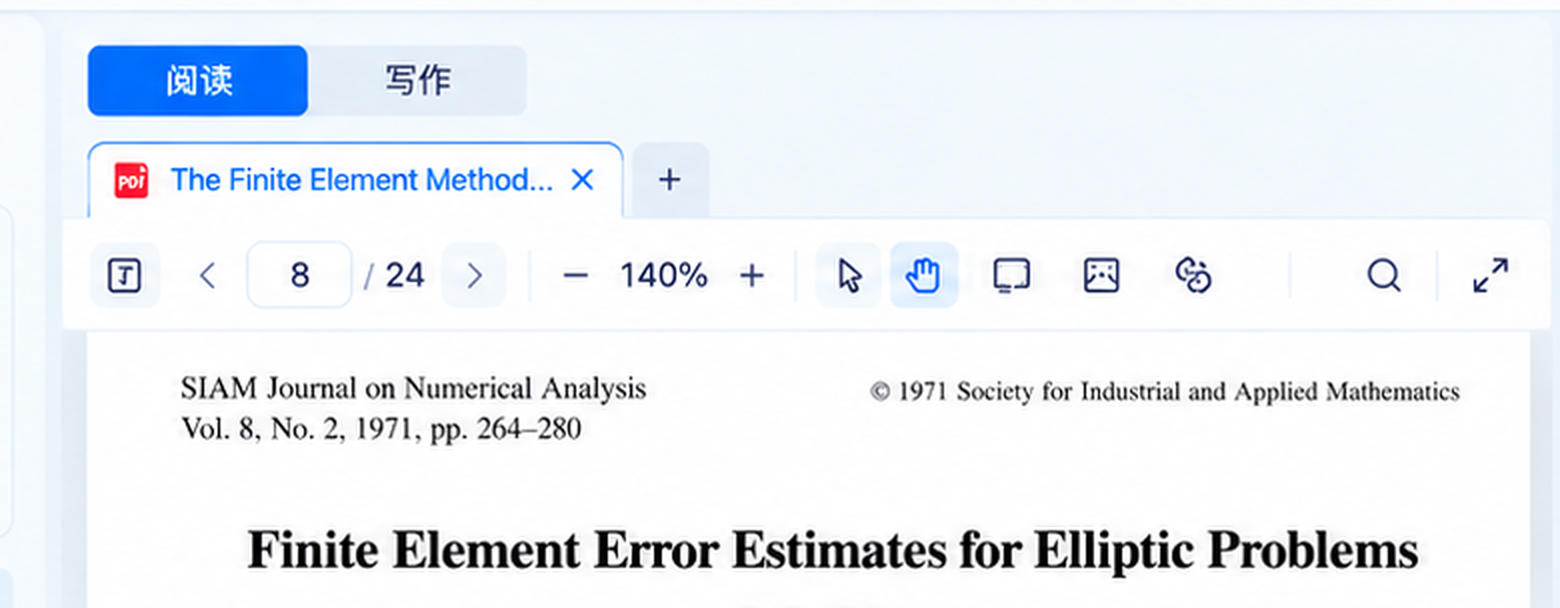 阅读 写作
The Finite Element Method...
8 / 24 140%
SIAM Journal on Numerical Analysis
Vol. 8, No. 2, 1971, pp. 264–280
© 1971 Society for Industrial and Applied Mathematics
Finite Element Error Estimates for Elliptic Problems